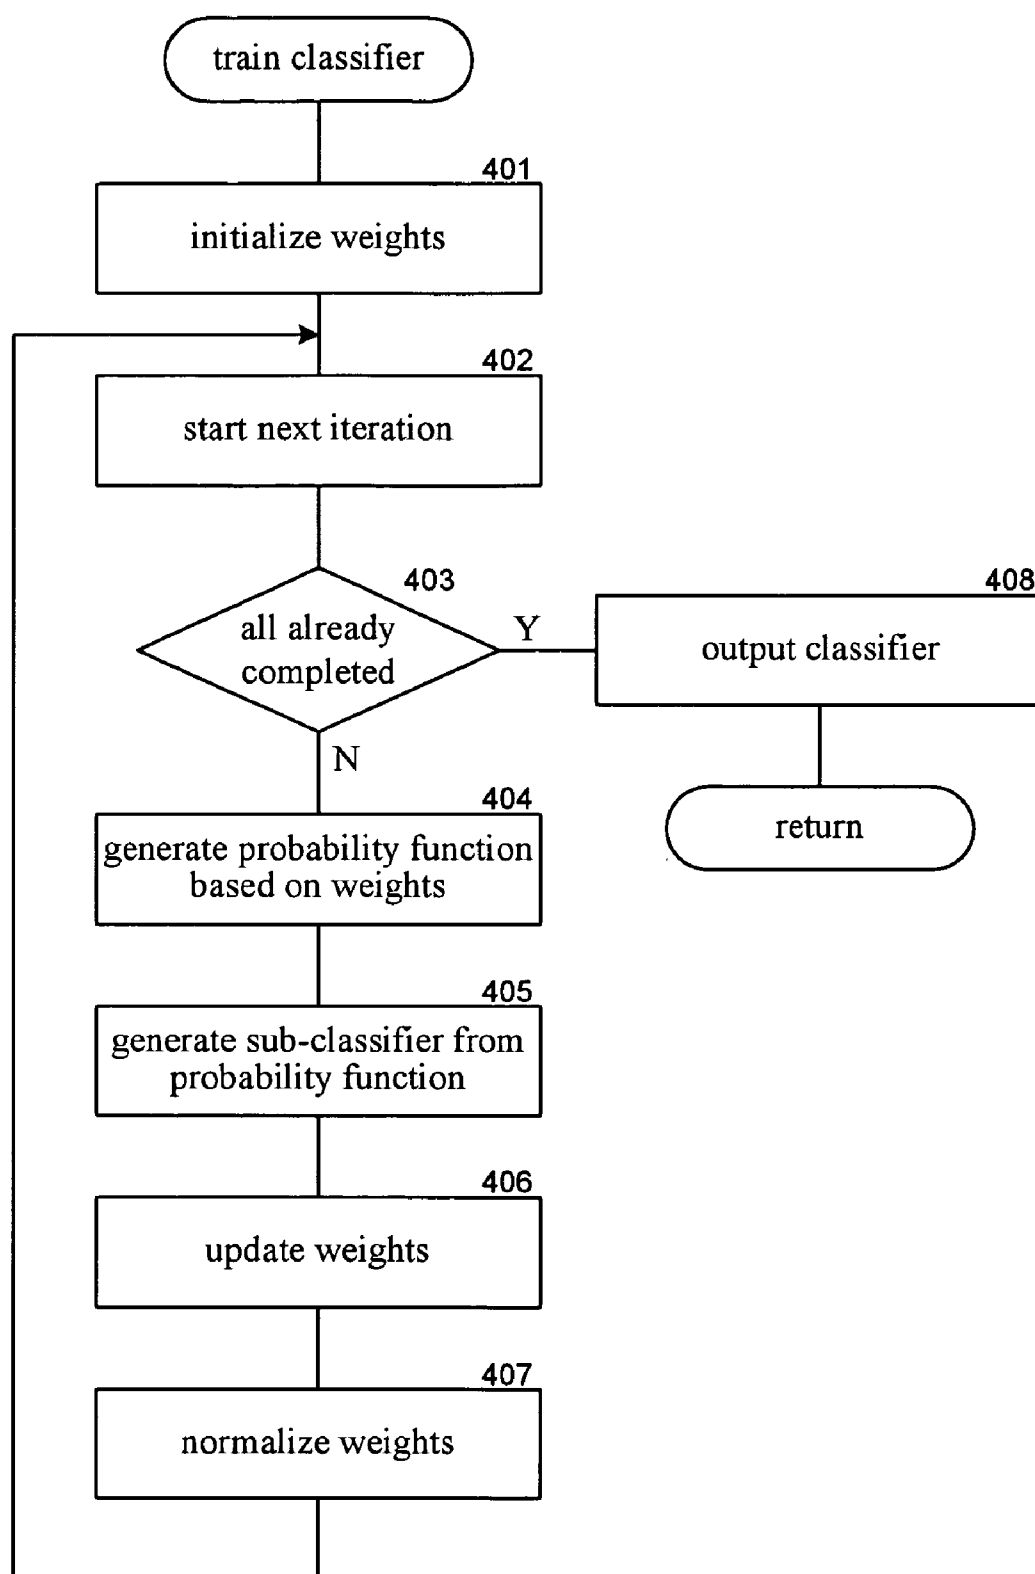 train classifier
401
initialize weights
402
start next iteration
403
all already
completed
Y
408
output classifier
return
N
404
generate probability function
based on weights
405
generate sub-classifier from
probability function
406
update weights
407
normalize weights